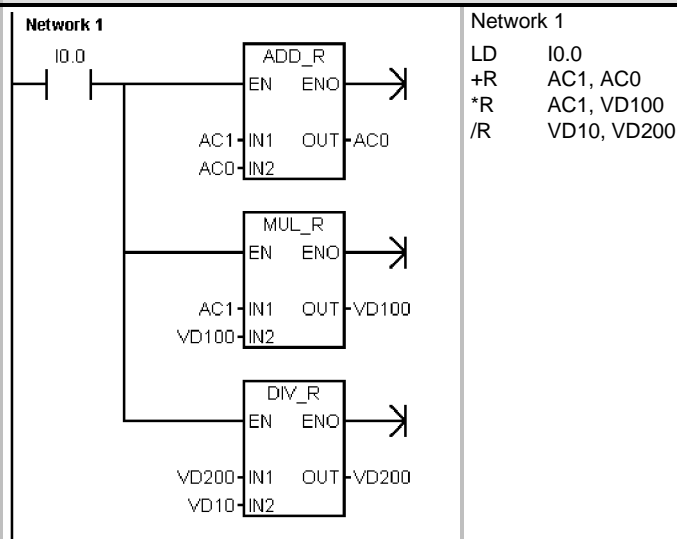 Network 1
I0.0
ADD_R
EN ENO
AC1 IN1 OUT AC0
AC0 IN2
MUL_R
EN ENO
AC1 IN1 OUT VD100
VD100 IN2
DIV_R
EN ENO
VD200 IN1 OUT VD200
VD10 IN2
Network 1
LD I0.0
+R AC1, AC0
*R AC1, VD100
/R VD10, VD200